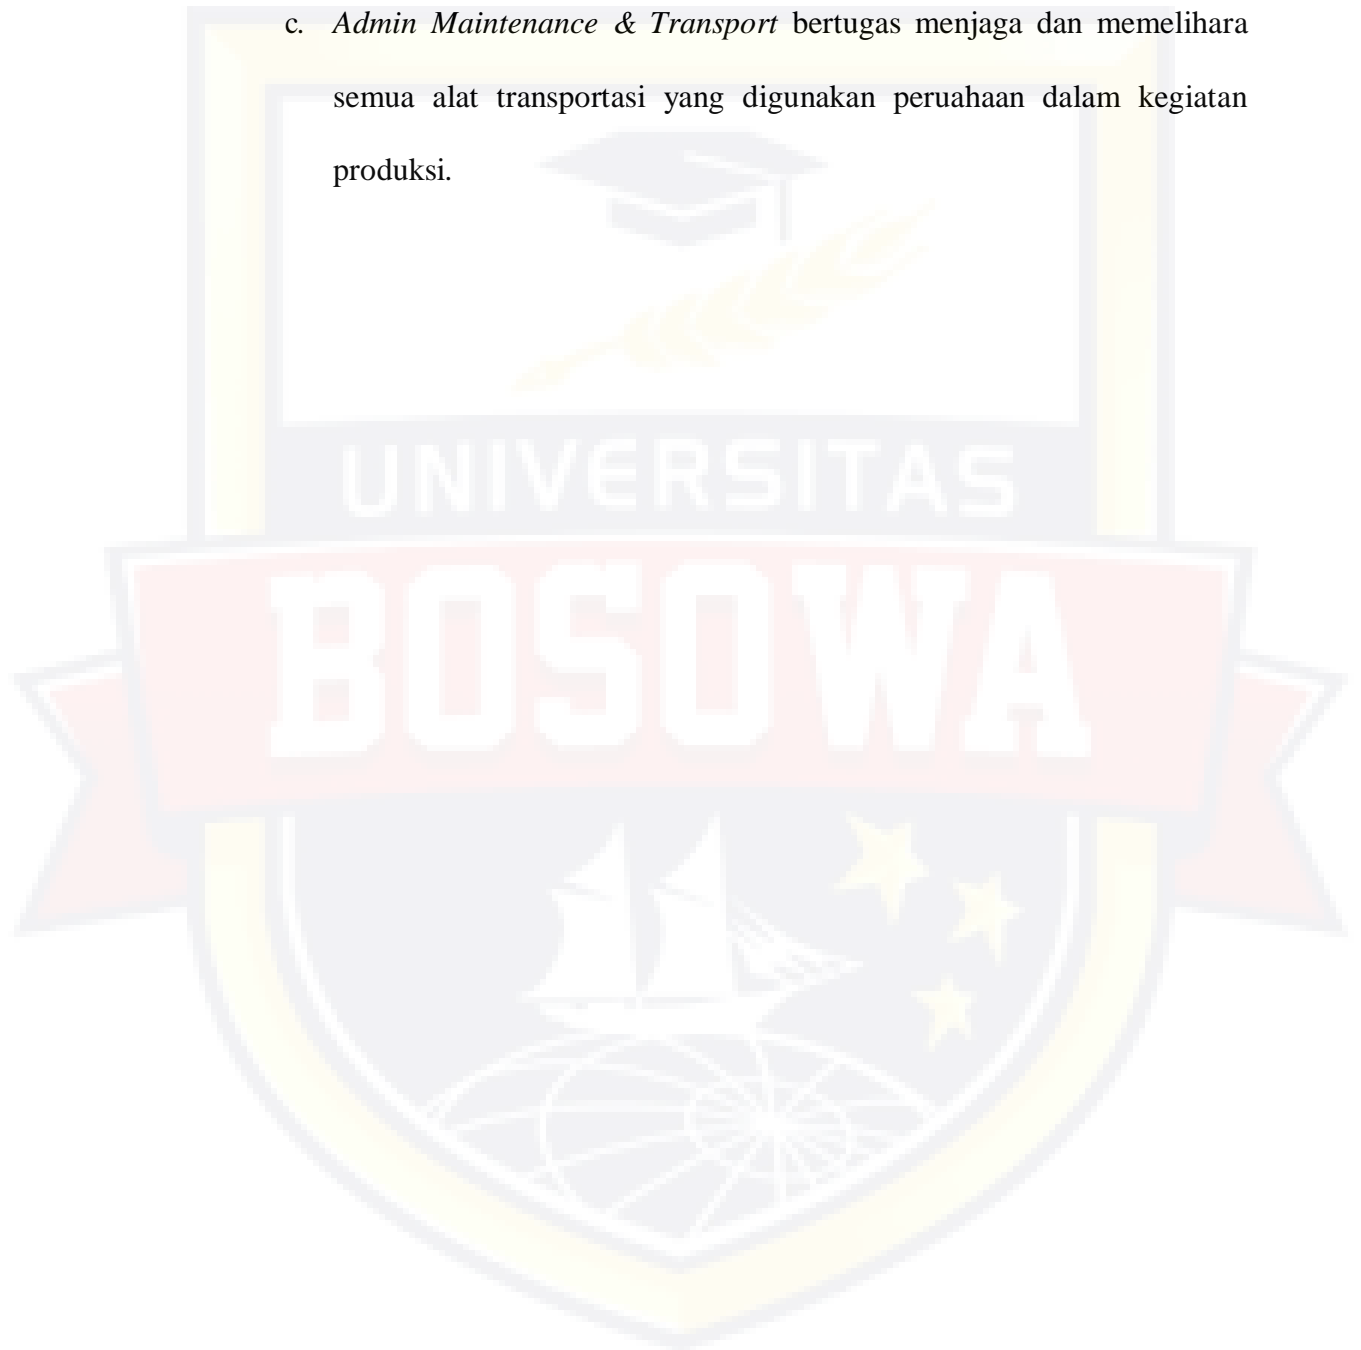 c. Admin Maintenance & Transport bertugas menjaga dan memelihara
semua alat transportasi yang digunakan peruahaan dalam kegiatan
produksi.
UNIVERSITAS
BOSOWA